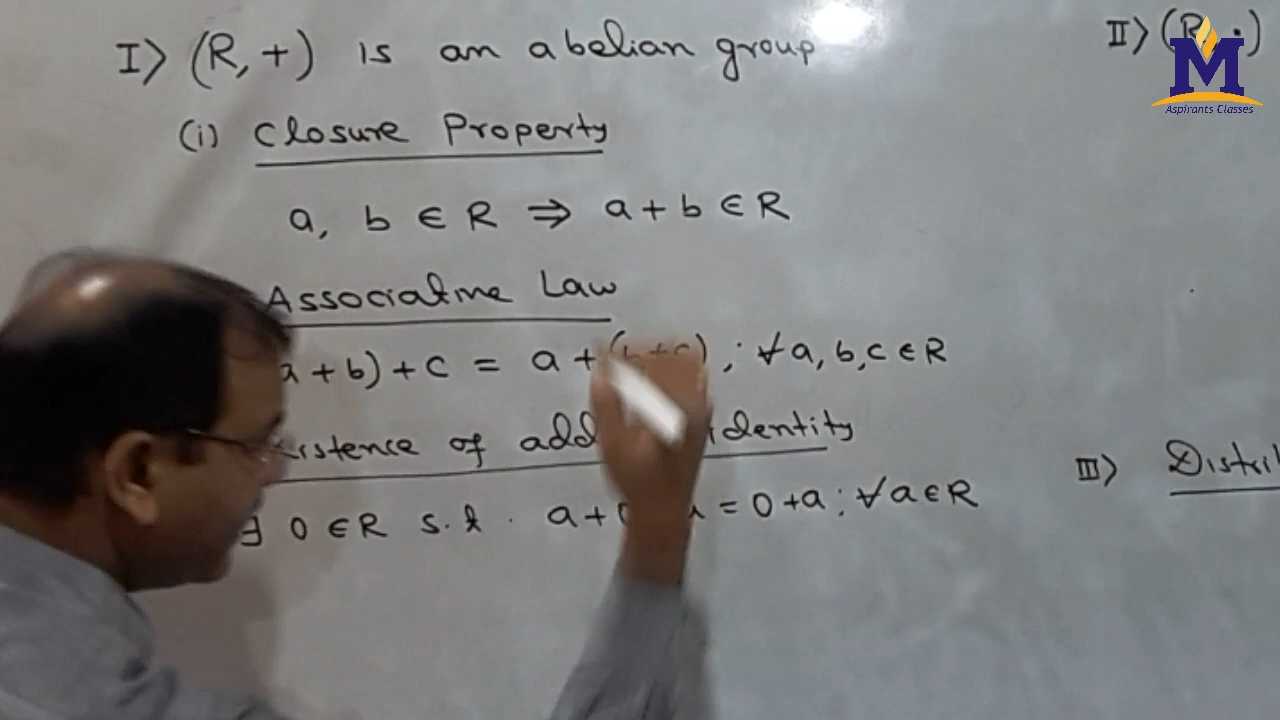 I> (R, +) is an abelian group
(i) Closure Property
a, b ∈ R ⇒ a + b ∈ R
Associative Law
a + b) + c = a + (b + c) ; ∀ a, b, c ∈ R
of identity
∃ 0 ∈ R s.t. a + = 0 + a ; ∀ a ∈ R
II> (R, ·)
M
Aspirants Classes
III>